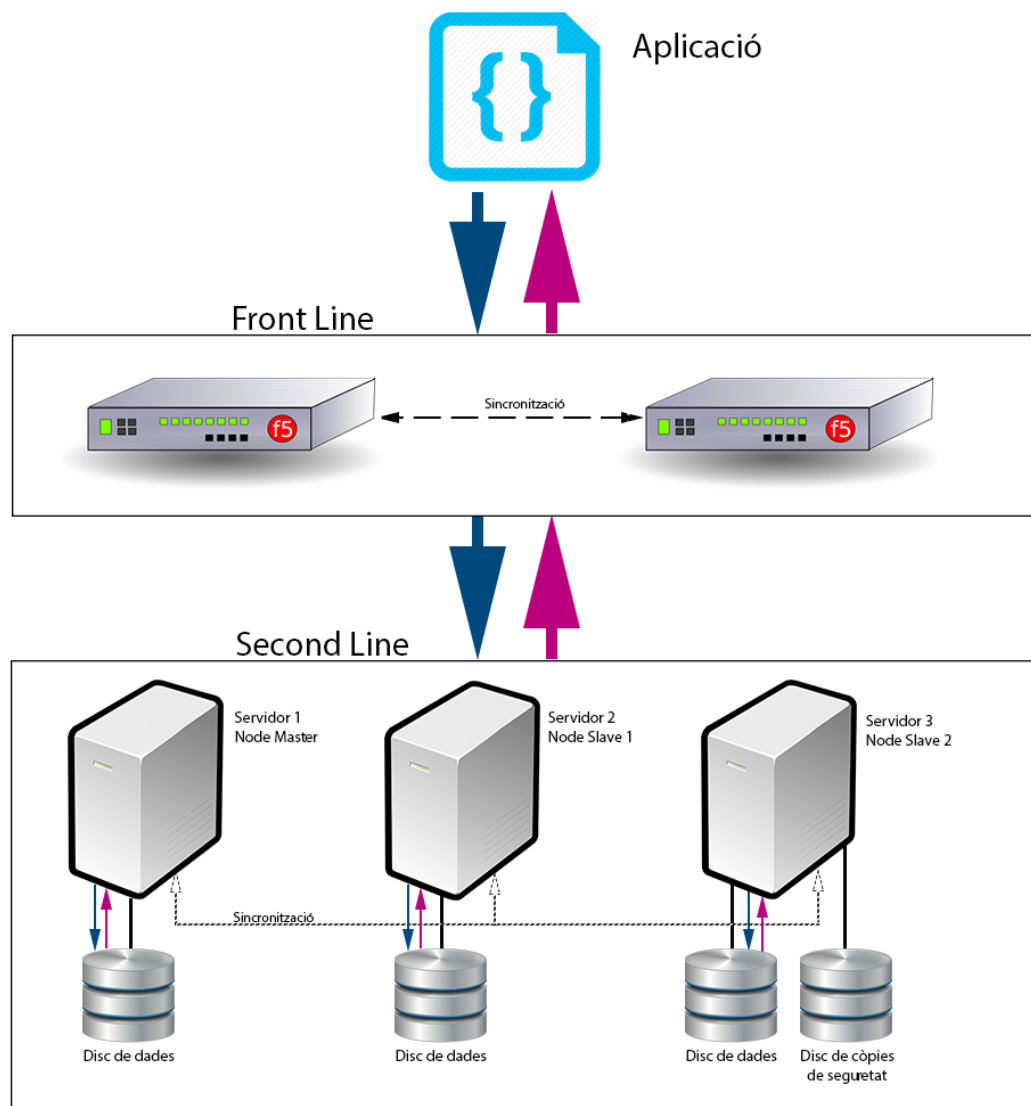 Aplicació
Front Line
Sincronització
f5
f5
Second Line
Servidor 1
Node Master
Servidor 2
Node Slave 1
Servidor 3
Node Slave 2
Sincronització
Disc de dades
Disc de dades
Disc de dades
Disc de còpies
de seguretat